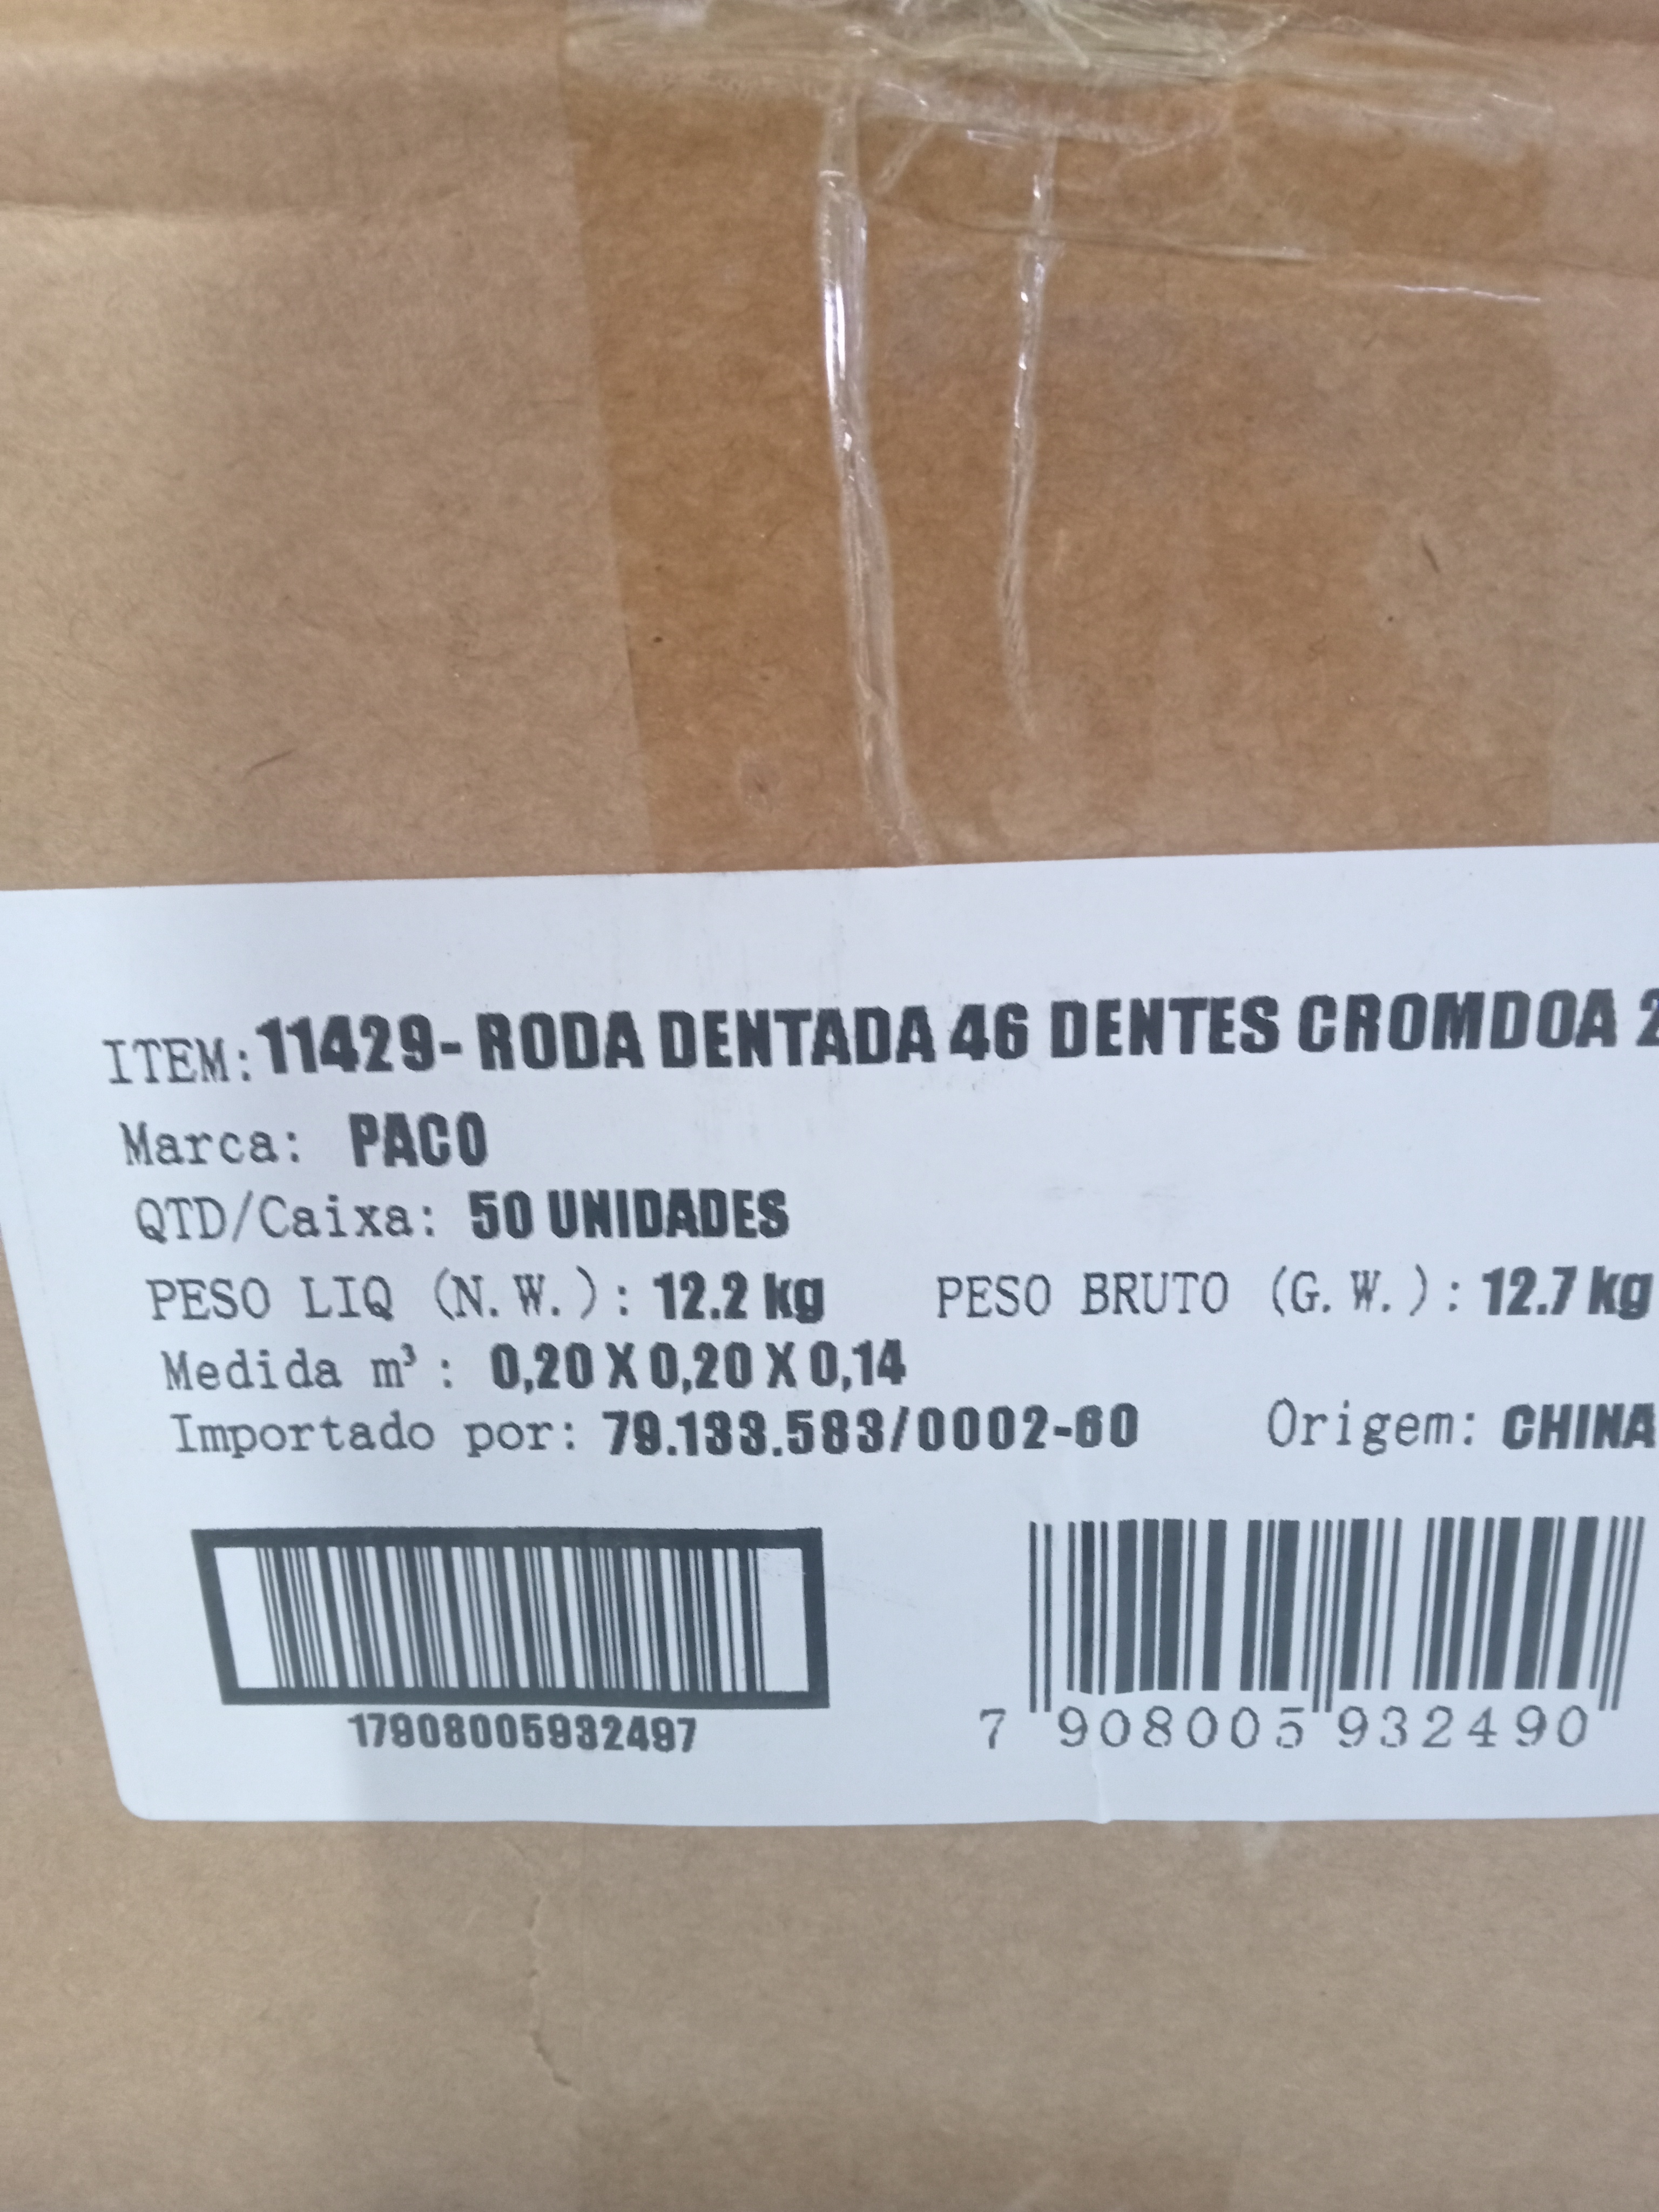 ITEM: 11429- RODA DENTADA 46 DENTES CROMDOA 2
Marca: PACO
QTD/Caixa: 50 UNIDADES
PESO LIQ (N.W.): 12.2 kg PESO BRUTO (G.W.): 12.7 kg
Medida m³: 0,20 X 0,20 X 0,14
Importado por: 79.133.583/0002-60 Origem: CHINA
17908005932497 7 908005 932490